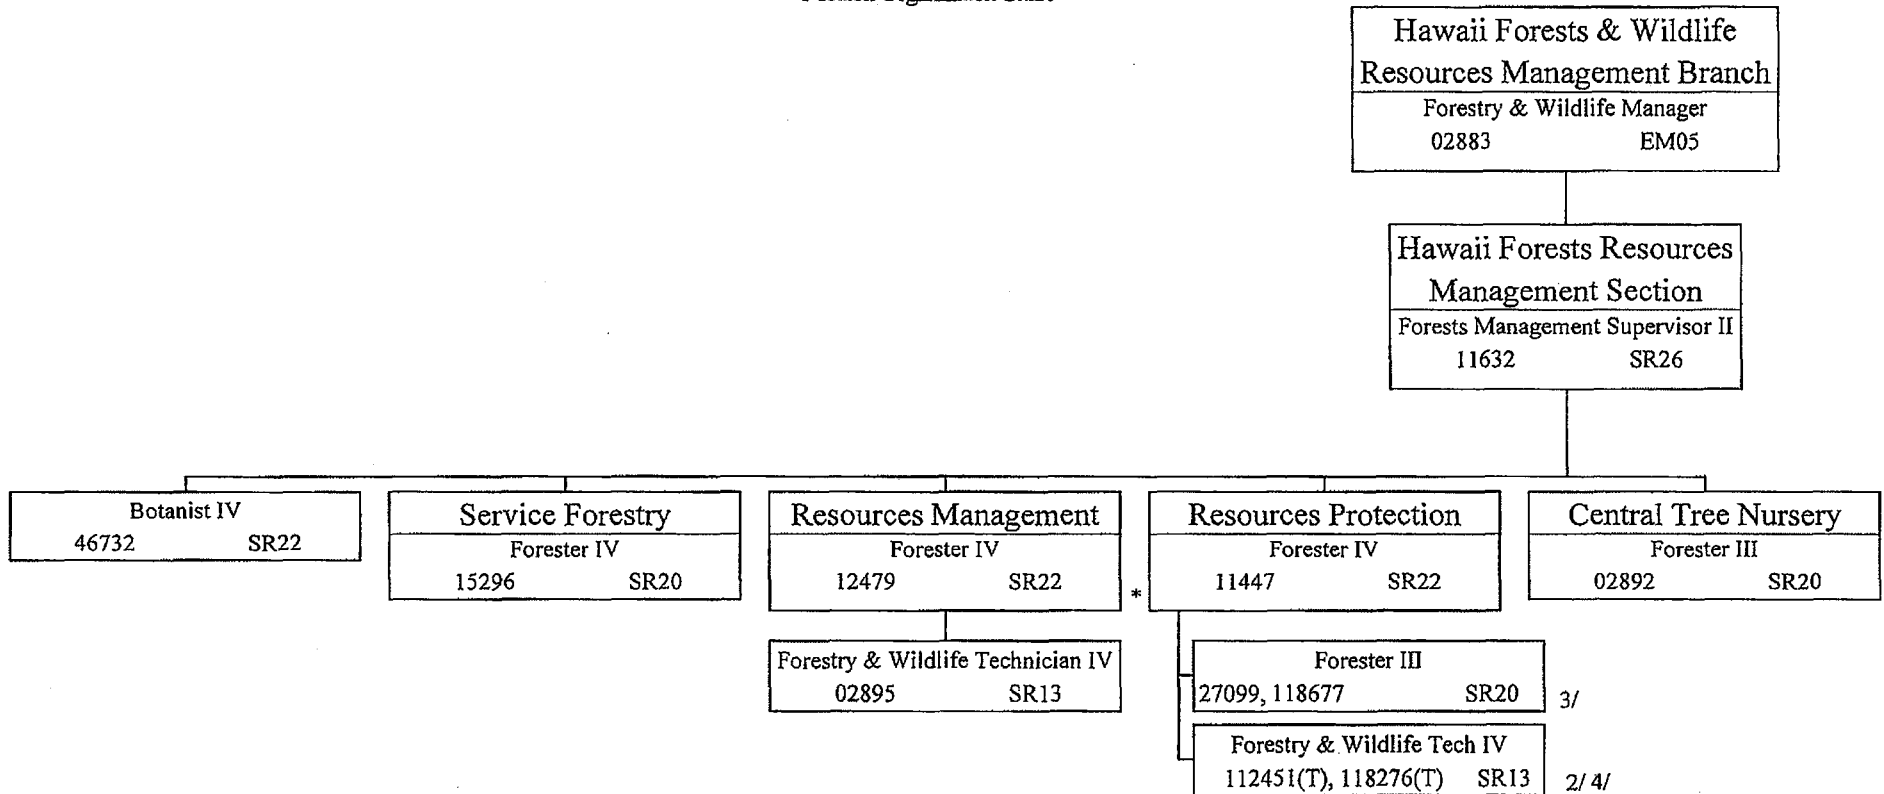 Hawaii Forests & Wildlife
Resources Management Branch
Forestry & Wildlife Manager
02883 EM05
Hawaii Forests Resources
Management Section
Forests Management Supervisor II
11632 SR26
Botanist IV
46732 SR22
Service Forestry
Forester IV
15296 SR20
Resources Management
Forester IV
12479 SR22
*
Resources Protection
Forester IV
11447 SR22
Central Tree Nursery
Forester III
02892 SR20
Forestry & Wildlife Technician IV
02895 SR13
Forester III
27099, 118677 SR20 3/
Forestry & Wildlife Tech IV
112451(T), 118276(T) SR13 2/ 4/